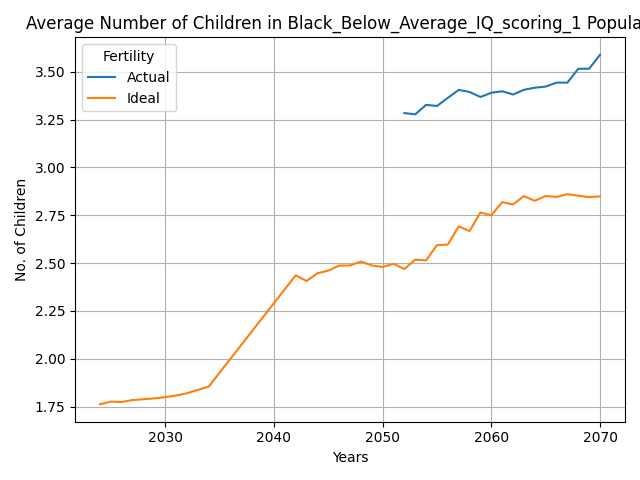 Average Number of Children in Black_Below_Average_IQ_scoring_1 Popula
Fertility
Actual
Ideal
3.50
3.25
3.00
2.75
2.50
2.25
2.00
1.75
No. of Children
2030
2040
2050
2060
2070
Years